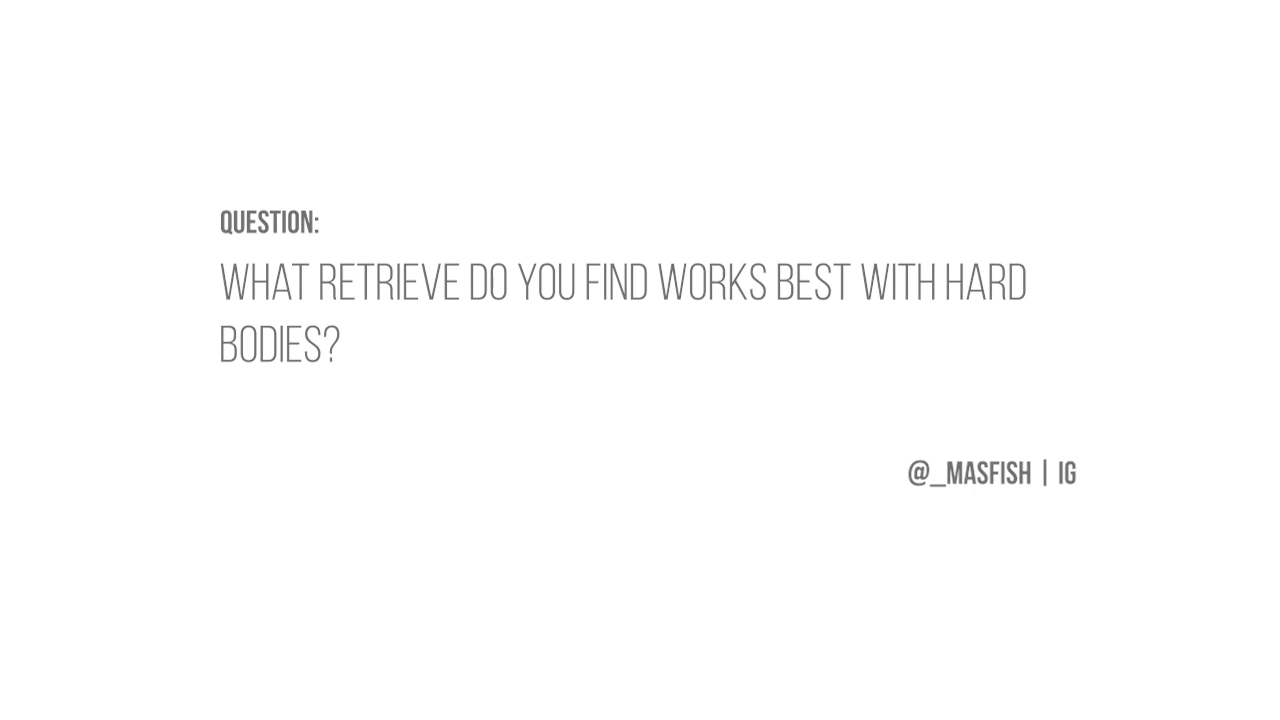 QUESTION:
WHAT RETRIEVE DO YOU FIND WORKS BEST WITH HARD
BODIES?
@_MASFISH | IG